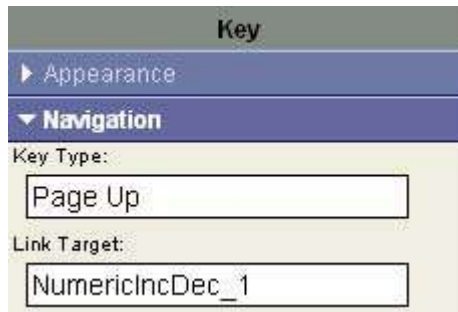 Key
Appearance
Navigation
Key Type:
Page Up
Link Target:
NumericIncDec_1